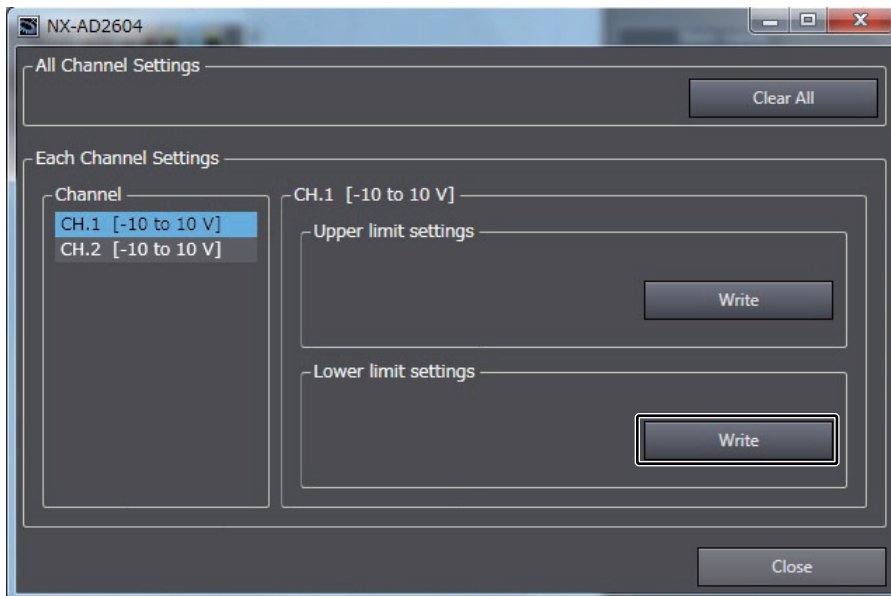 NX-AD2604
All Channel Settings
Clear All
Each Channel Settings
Channel
CH.1 [-10 to 10 V]
CH.2 [-10 to 10 V]
CH.1 [-10 to 10 V]
Upper limit settings
Write
Lower limit settings
Write
Close